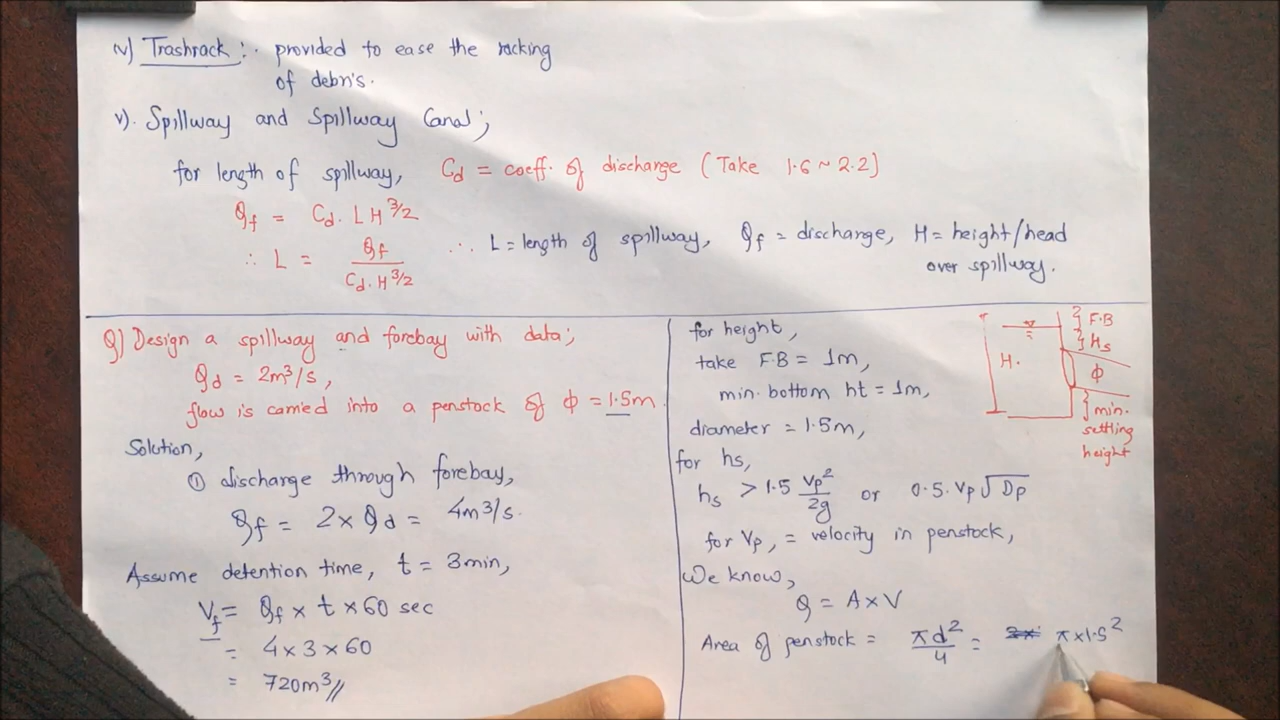 iv) Trashrack:- provided to ease the racking
of debris.
v). Spillway and Spillway Canal;
for length of spillway,
Cd = coeff. of discharge (Take 1.6 ~ 2.2)
Qf = Cd. L H^3/2
∴ L = Qf / Cd. H^3/2
∴ L = length of spillway, Qf = discharge, H = height/head
over spillway.
Q) Design a spillway and forebay with data;
Qd = 2m³/s,
flow is carried into a penstock of ϕ = 1.5m.
Solution,
① discharge through forebay,
Qf = 2 x Qd = 4m³/s.
Assume detention time, t = 3min,
Vf = Qf x t x 60 sec
= 4 x 3 x 60
= 720m³//
for height,
take F.B = 1m,
min. bottom ht = 1m,
diameter = 1.5m,
for hs,
hs > 1.5 Vp²/2g or 0.5. Vp √Dp
for Vp, = velocity in penstock,
We know,
Q = A x V
Area of penstock = πd²/4 = π x 1.5²
F.B
Hs
H.
ϕ
min.
settling
height